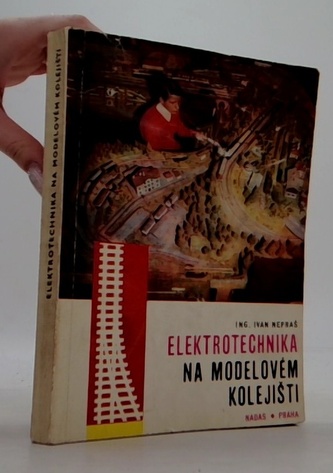 ELEKTROTECHNIKA NA MODELOVÉM KOLEJIŠTI
ING. IVAN NEPRAŠ
ELEKTROTECHNIKA
NA MODELOVÉM
KOLEJIŠTI
NADAS • PRAHA